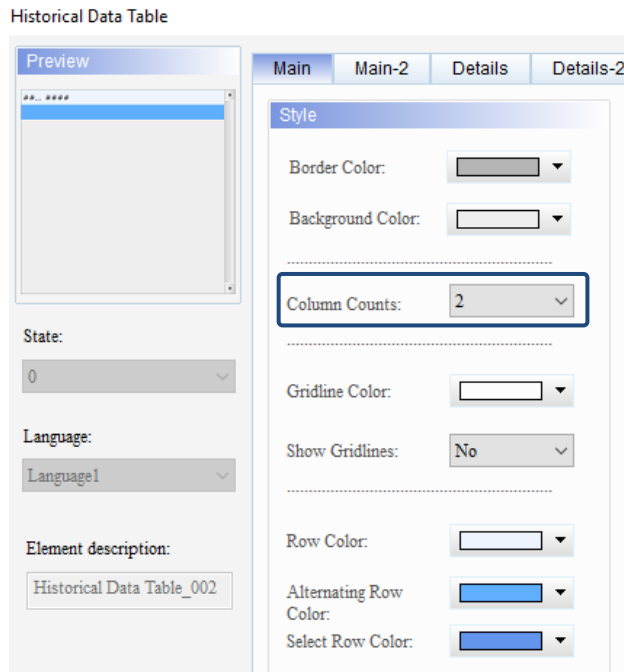 Historical Data Table
Preview
Main Main-2 Details Details-2
##... ####
Style
Border Color:
Background Color:
Column Counts: 2
State:
0
Gridline Color:
Language:
Show Gridlines: No
Language1
Row Color:
Element description:
Historical Data Table_002
Alternating Row
Color:
Select Row Color: